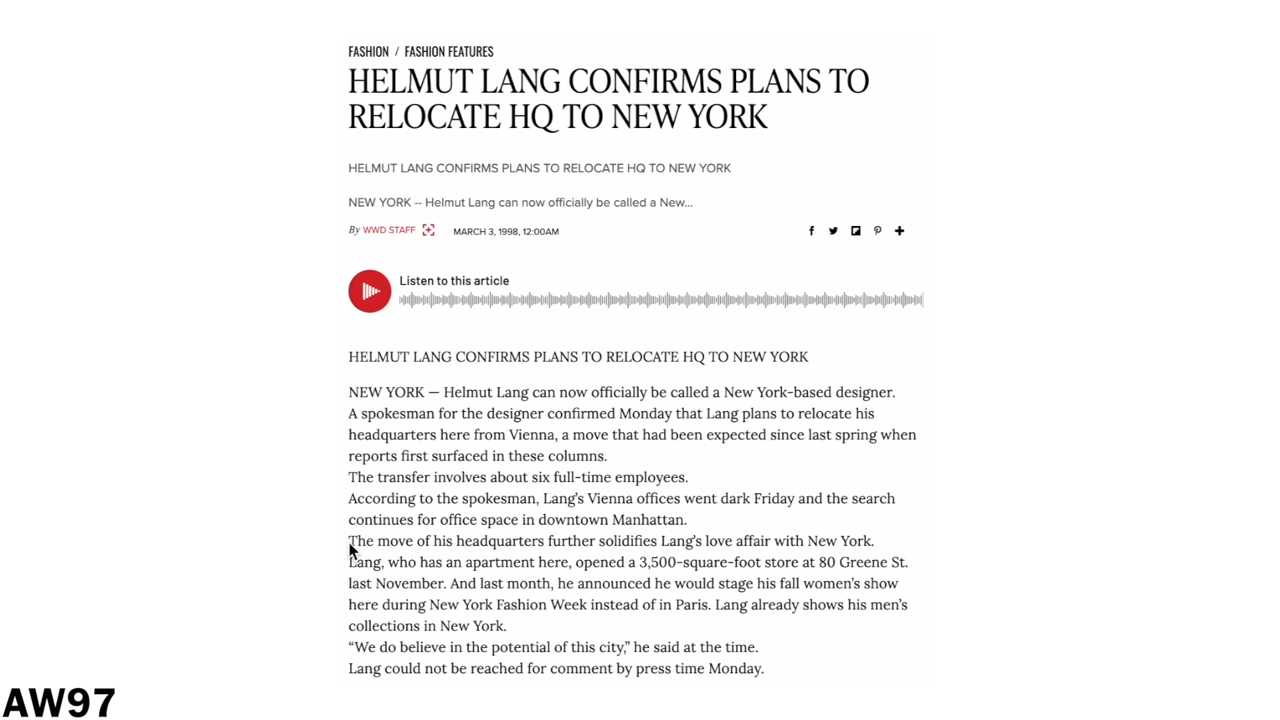 FASHION / FASHION FEATURES
HELMUT LANG CONFIRMS PLANS TO
RELOCATE HQ TO NEW YORK
HELMUT LANG CONFIRMS PLANS TO RELOCATE HQ TO NEW YORK
NEW YORK -- Helmut Lang can now officially be called a New...
By WWD STAFF MARCH 3, 1998, 12:00AM
Listen to this article
HELMUT LANG CONFIRMS PLANS TO RELOCATE HQ TO NEW YORK
NEW YORK — Helmut Lang can now officially be called a New York-based designer.
A spokesman for the designer confirmed Monday that Lang plans to relocate his
headquarters here from Vienna, a move that had been expected since last spring when
reports first surfaced in these columns.
The transfer involves about six full-time employees.
According to the spokesman, Lang’s Vienna offices went dark Friday and the search
continues for office space in downtown Manhattan.
The move of his headquarters further solidifies Lang’s love affair with New York.
Lang, who has an apartment here, opened a 3,500-square-foot store at 80 Greene St.
last November. And last month, he announced he would stage his fall women’s show
here during New York Fashion Week instead of in Paris. Lang already shows his men’s
collections in New York.
“We do believe in the potential of this city,” he said at the time.
Lang could not be reached for comment by press time Monday.
AW97